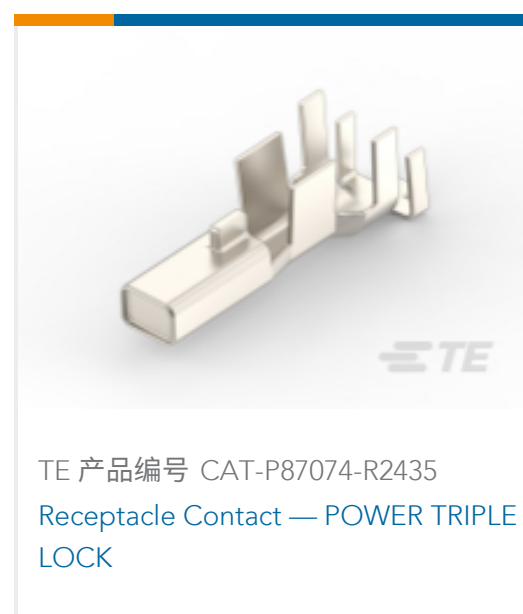 TE
TE 产品编号 CAT-P87074-R2435
Receptacle Contact — POWER TRIPLE
LOCK